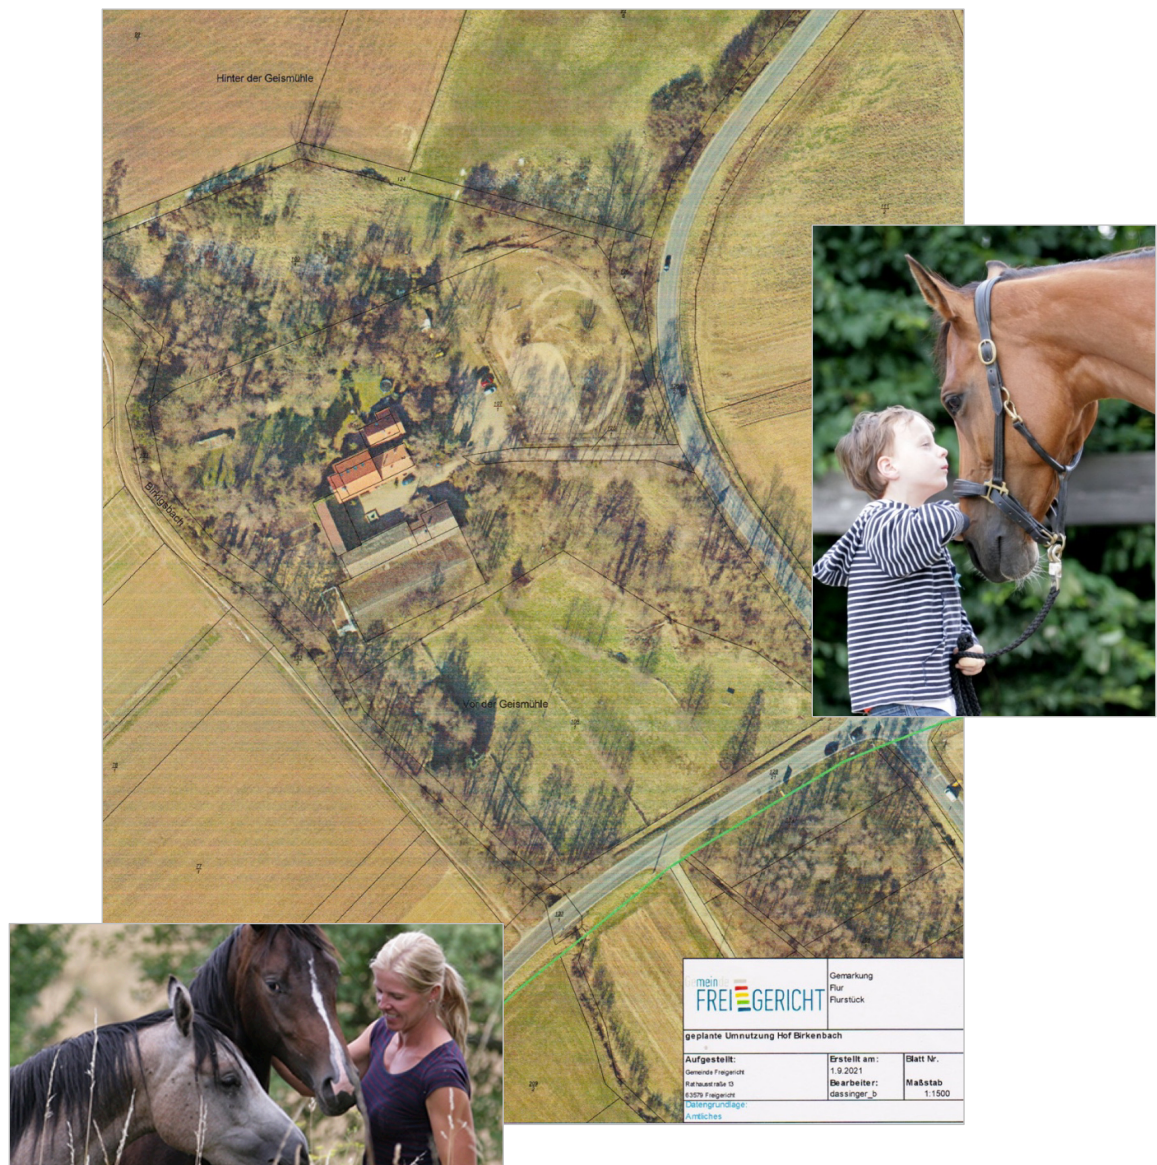 Hinter der Geismühle
Birkigsbach
Vor der Geismühle
mein
FREIGERICHT
Gemarkung
Flur
Flurstück
geplante Umnutzung Hof Birkenbach
Aufgestellt:
Gemeinde Freigericht
Rathausstraße 13
63579 Freigericht
Erstellt am:
1.9.2021
Bearbeiter:
dassinger_b
Blatt Nr.
Maßstab
1:1500
Datengrundlage:
Amtliches